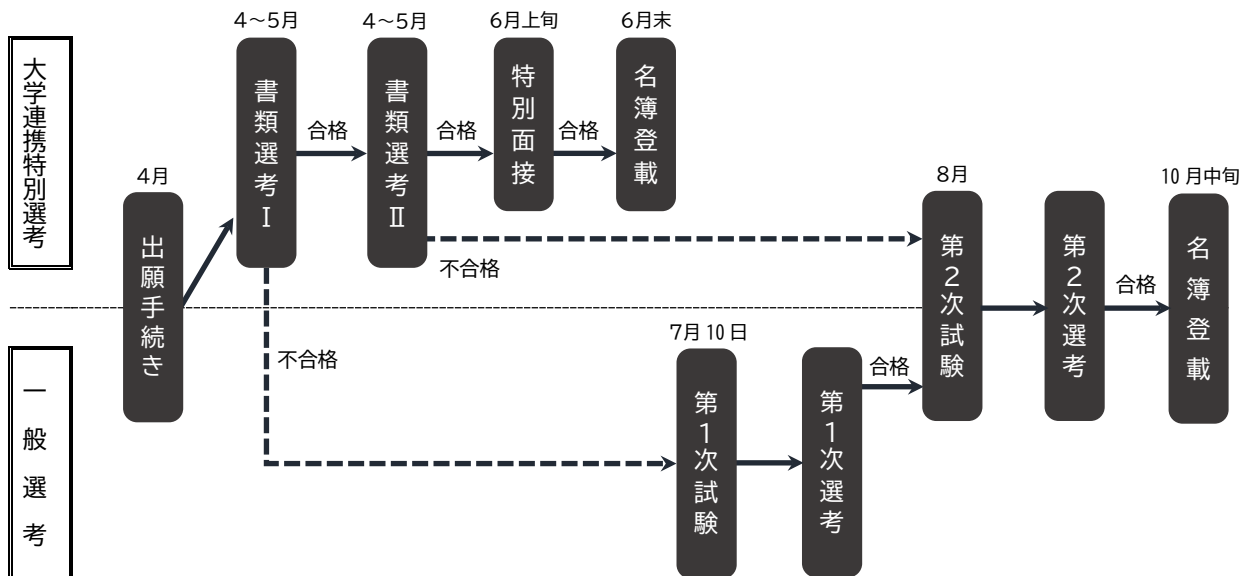 大学連携特別選考
4月
出願手続き
4～5月
書類選考Ⅰ
合格
4～5月
書類選考Ⅱ
合格
6月上旬
特別面接
合格
6月末
名簿登載
不合格
8月
第2次試験
第2次選考
合格
10月中旬
名簿登載
一般選考
不合格
7月10日
第1次試験
第1次選考
合格